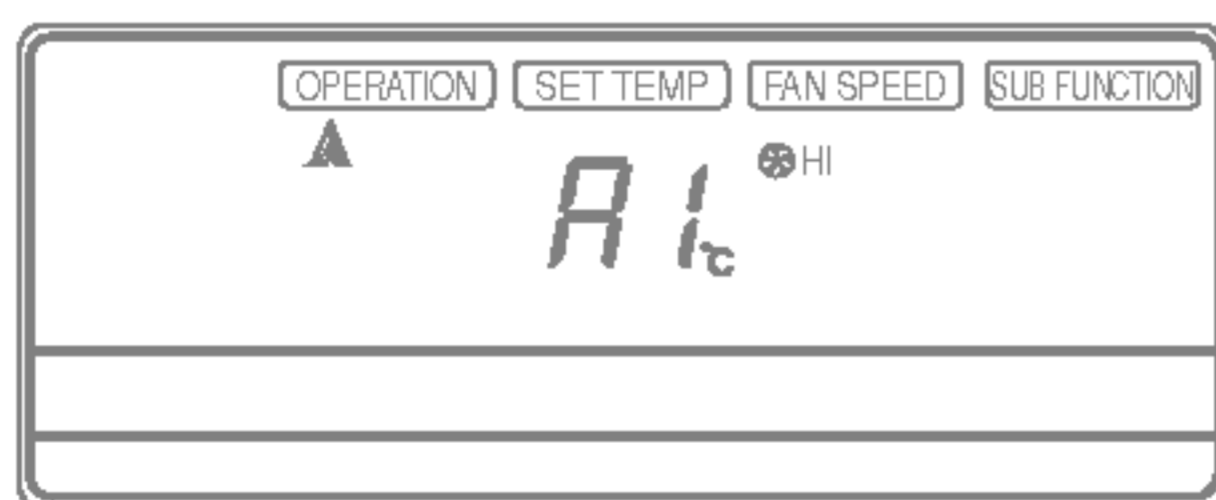 OPERATION SET TEMP FAN SPEED SUB FUNCTION
A1°C HI